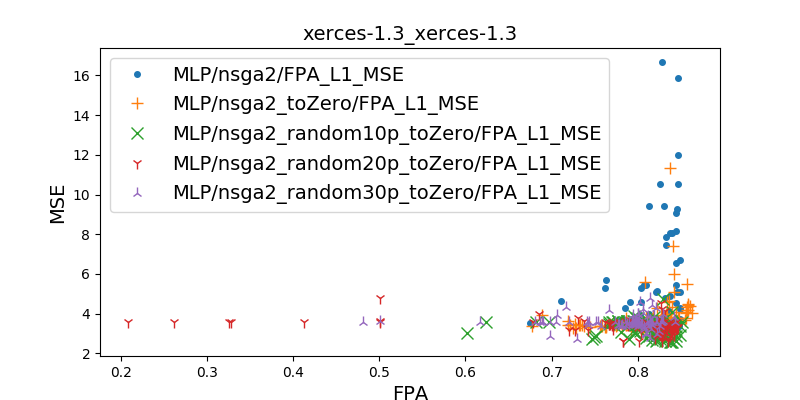 xerces-1.3_xerces-1.3
MLP/nsga2/FPA_L1_MSE
MLP/nsga2_toZero/FPA_L1_MSE
MLP/nsga2_random10p_toZero/FPA_L1_MSE
MLP/nsga2_random20p_toZero/FPA_L1_MSE
MLP/nsga2_random30p_toZero/FPA_L1_MSE
MSE
16
14
12
10
8
6
4
2
0.2 0.3 0.4 0.5 0.6 0.7 0.8
FPA